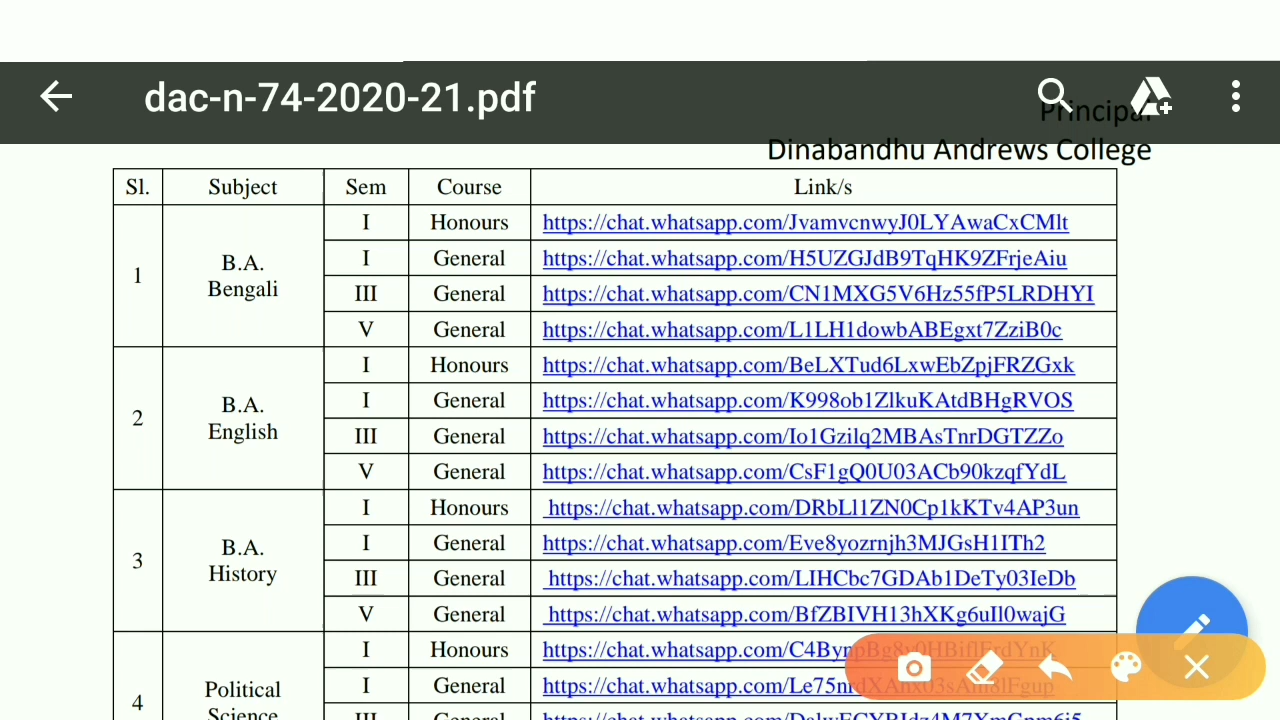 dac-n-74-2020-21.pdf
Principal
Dinabandhu Andrews College
Sl. Subject Sem Course Link/s
1 B.A. Bengali I Honours https://chat.whatsapp.com/JvamvcnwyJ0LYAwaCxCMlt
I General https://chat.whatsapp.com/H5UZGJdB9TqHK9ZFrjeAiu
III General https://chat.whatsapp.com/CN1MXG5V6Hz55fP5LRDHYI
V General https://chat.whatsapp.com/L1LH1dowbABEgxt7ZziB0c
2 B.A. English I Honours https://chat.whatsapp.com/BeLXTud6LxwEbZpjFRZGxk
I General https://chat.whatsapp.com/K998ob1ZlkuKAtdBHgRVOS
III General https://chat.whatsapp.com/Io1Gzilq2MBAsTnrDGTZZo
V General https://chat.whatsapp.com/CsF1gQ0U03ACb90kzqfYdL
3 B.A. History I Honours https://chat.whatsapp.com/DRbLl1ZN0Cp1kKTv4AP3un
I General https://chat.whatsapp.com/Eve8yozrnjh3MJGsH1ITh2
III General https://chat.whatsapp.com/LIHCbc7GDAb1DeTy03IeDb
V General https://chat.whatsapp.com/BfZBIVH13hXKg6uIl0wajG
4 Political Science I Honours
I General
III General